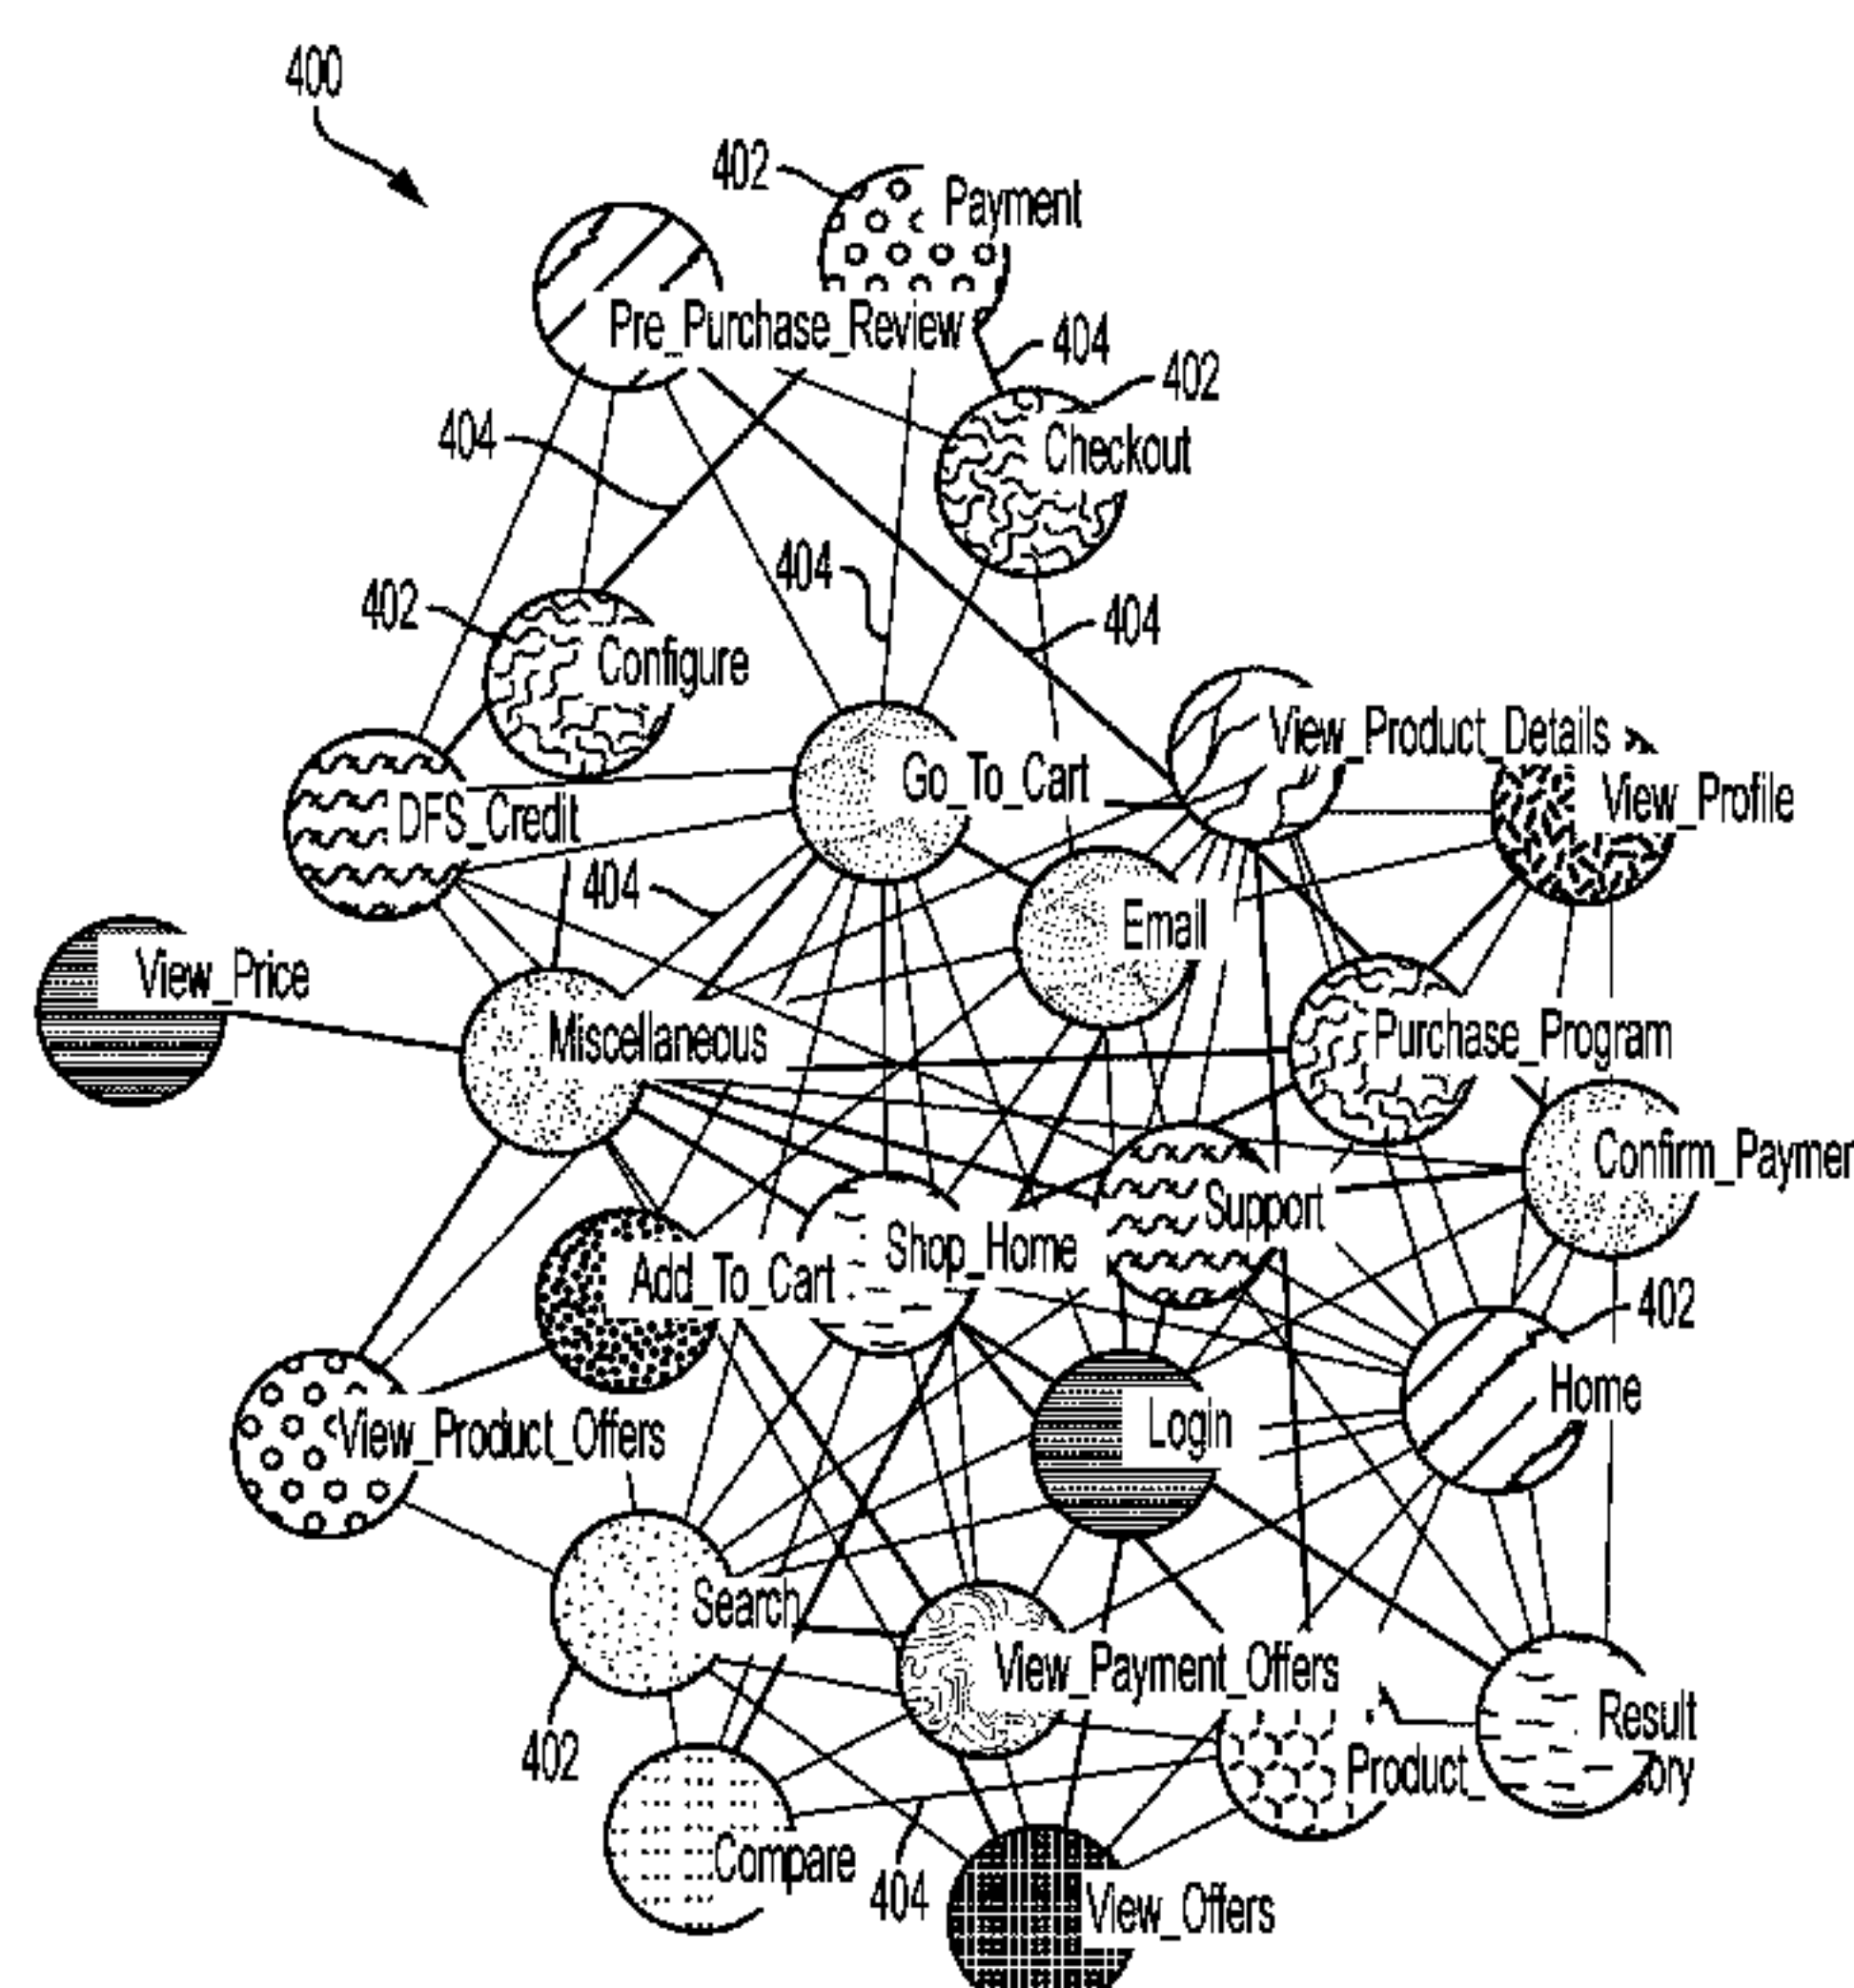 400
402
Payment
Pre_Purchase_Review
404
402
Checkout
404
404
402
404
Configure
View_Product_Details
Go_To_Cart
View_Profile
DFS_Credit
404
Email
View_Price
Miscellaneous
Purchase_Program
Confirm_Paymen
Support
Shop_Home
Add_To_Cart
402
Home
Login
View_Product_Offers
Search
View_Payment_Offers
402
Result
Product_ ory
Compare
404
View_Offers